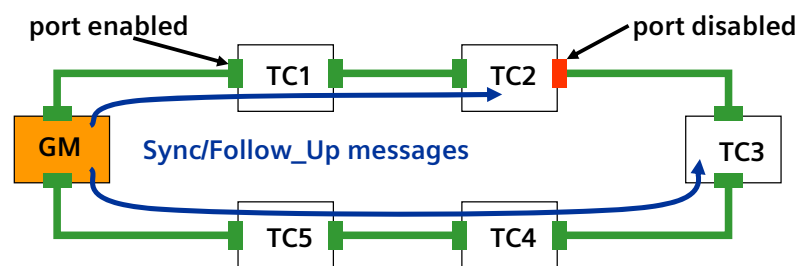 port enabled
port disabled
TC1
TC2
GM
Sync/Follow_Up messages
TC3
TC5
TC4